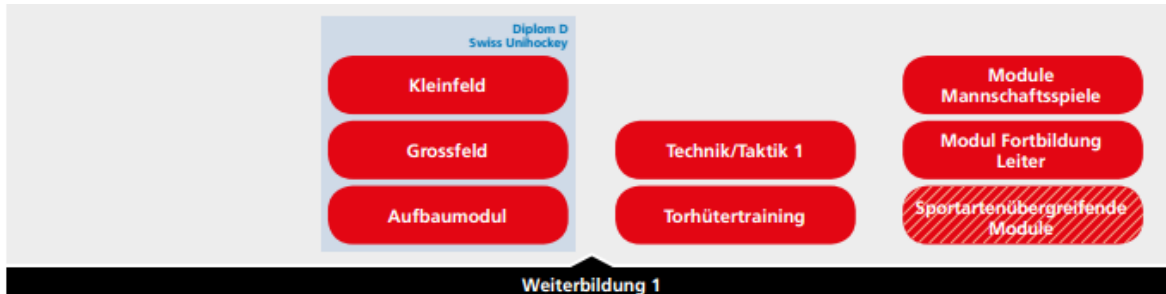 Diplom D
Swiss Unihockey
Kleinfeld
Grossfeld
Aufbaumodul
Technik/Taktik 1
Torhütertraining
Module
Mannschaftsspiele
Modul Fortbildung
Leiter
Sportartenübergreifende
Module
Weiterbildung 1